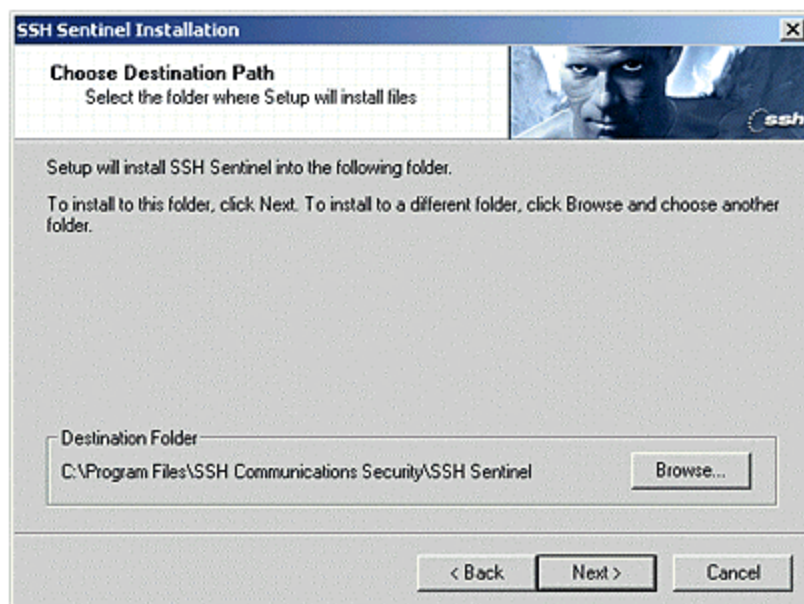 SSH Sentinel Installation
Choose Destination Path
Select the folder where Setup will install files
ssh
Setup will install SSH Sentinel into the following folder.
To install to this folder, click Next. To install to a different folder, click Browse and choose another
folder.
Destination Folder
C:\Program Files\SSH Communications Security\SSH Sentinel
Browse...
< Back
Next >
Cancel